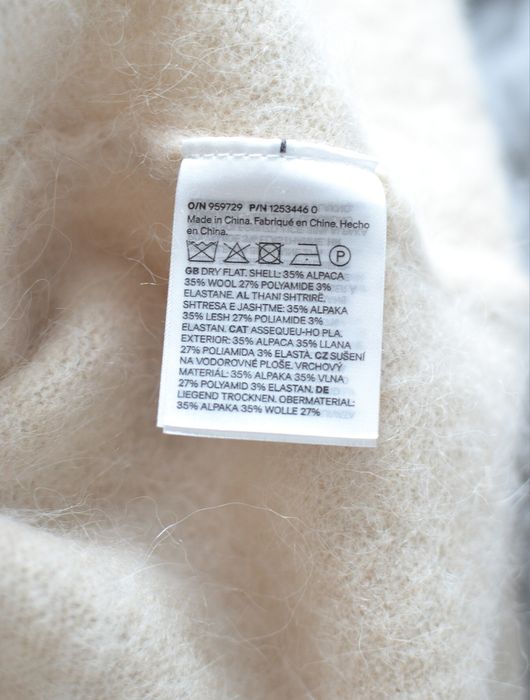 O/N 959729 P/N 1253446 0
Made in China. Fabriqué en Chine. Hecho
en China.
P
GB DRY FLAT. SHELL: 35% ALPACA
35% WOOL 27% POLYAMIDE 3%
ELASTANE. AL THANI SHTRIRË.
SHTRESA E JASHTME: 35% ALPAKA
35% LESH 27% POLIAMIDE 3%
ELASTAN. CAT ASSEQUEU-HO PLA.
EXTERIOR: 35% ALPACA 35% LLANA
27% POLIAMIDA 3% ELASTÀ. CZ SUŠENÍ
NA VODOROVNÉ PLOŠE. VRCHOVÝ
MATERIÁL: 35% ALPAKA 35% VLNA
27% POLYAMID 3% ELASTAN. DE
LIEGEND TROCKNEN. OBERMATERIAL:
35% ALPAKA 35% WOLLE 27%